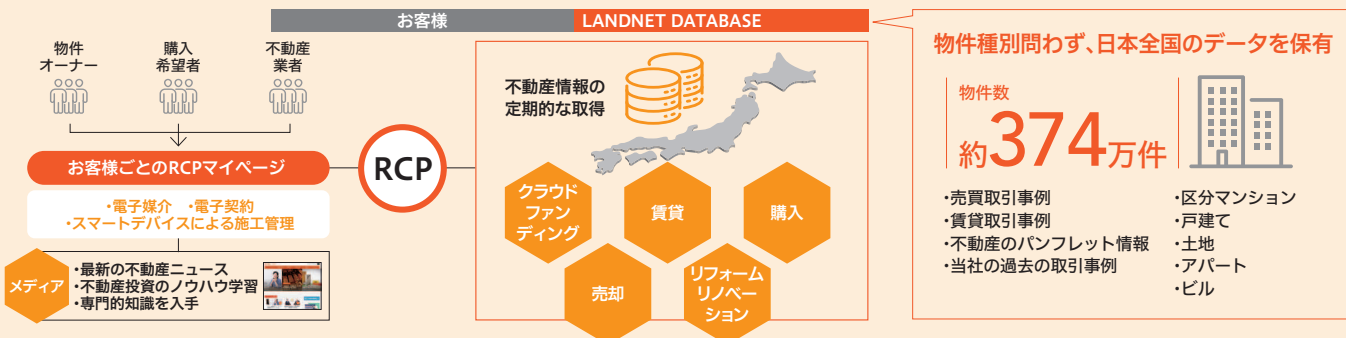 お客様
LANDNET DATABASE
物件
オーナー
購入
希望者
不動産
業者
お客様ごとのRCPマイページ
・電子媒介 ・電子契約
・スマートデバイスによる施工管理
メディア
・最新の不動産ニュース
・不動産投資のノウハウ学習
・専門的知識を入手
RCP
不動産情報の
定期的な取得
クラウド
ファン
ディング
賃貸
購入
売却
リフォーム
リノベー
ション
物件種別問わず、日本全国のデータを保有
物件数
約374万件
・売買取引事例
・賃貸取引事例
・不動産のパンフレット情報
・当社の過去の取引事例
・区分マンション
・戸建て
・土地
・アパート
・ビル